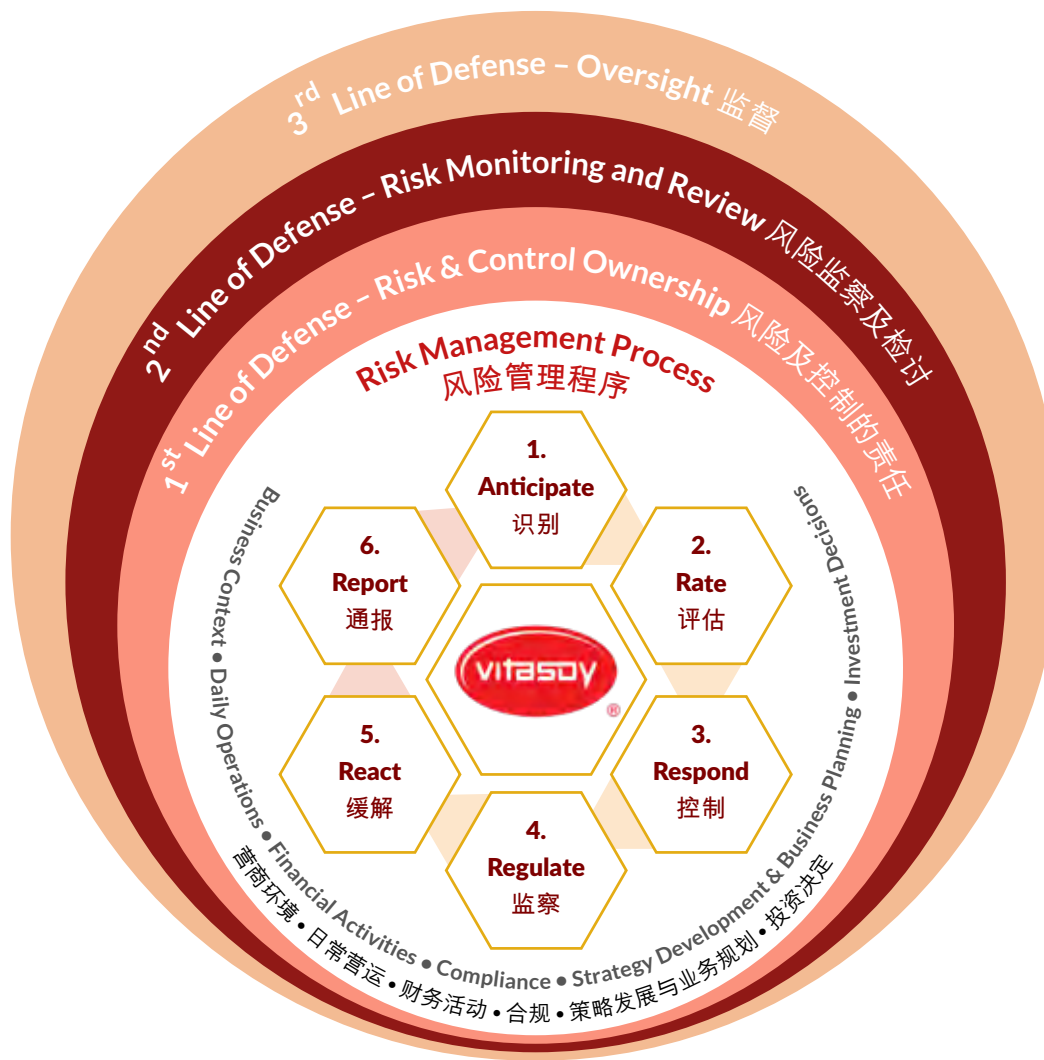 3rd Line of Defense – Oversight 监督
2nd Line of Defense – Risk Monitoring and Review 风险监察及检讨
1st Line of Defense – Risk & Control Ownership 风险及控制的责任
Risk Management Process
风险管理程序
1.
Anticipate
识别
2.
Rate
评估
3.
Respond
控制
4.
Regulate
监察
5.
React
缓解
6.
Report
通报
vitasoy
®
Business Context • Daily Operations • Financial Activities • Compliance • Strategy Development & Business Planning • Investment Decisions
营商环境 • 日常营运 • 财务活动 • 合规 • 策略发展与业务规划 • 投资决定